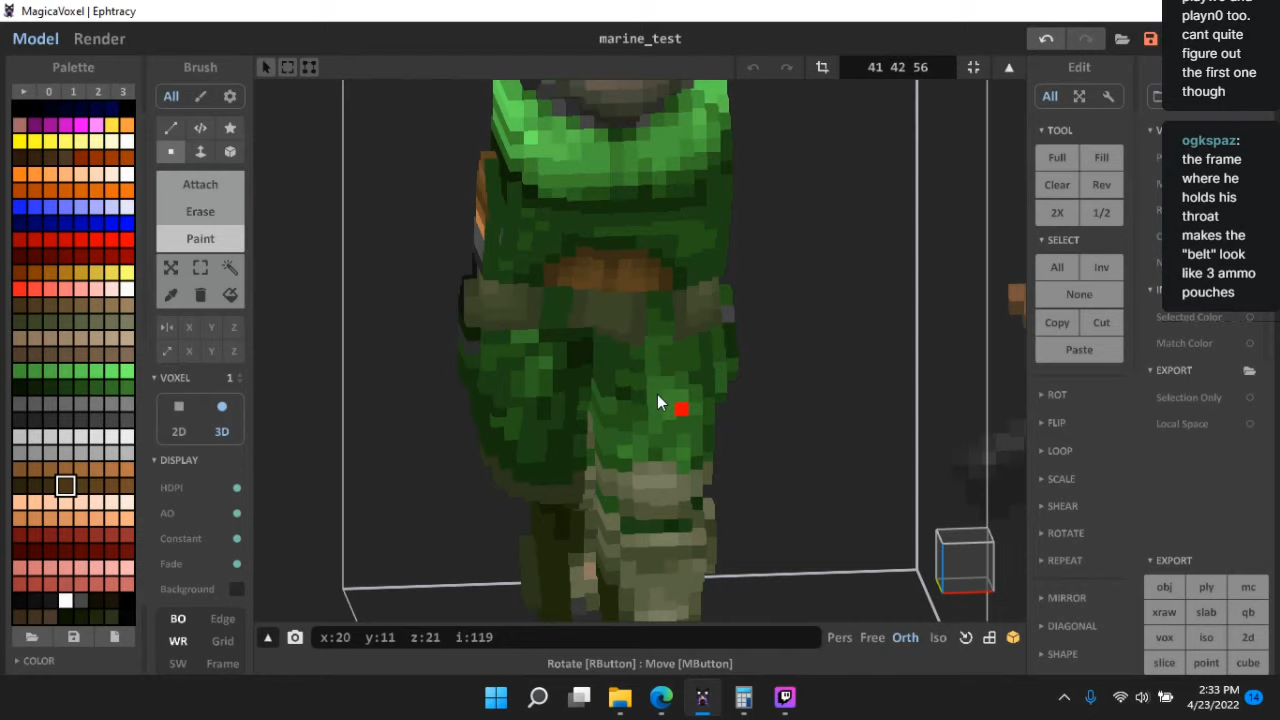 MagicaVoxel | Ephtracy
Model Render
marine_test
playn0 too.
cant quite
figure out
the first one
though
ogkspaz:
the frame
where he
holds his
throat
makes the
"belt" look
like 3 ammo
pouches
Palette
0 1 2 3
COLOR
Brush
All
Attach
Erase
Paint
X Y Z
X Y Z
VOXEL 1
2D 3D
DISPLAY
HDPI
AO
Constant
Fade
Background
BO Edge
WR Grid
SW Frame
41 42 56
x:20 y:11 z:21 i:119
Pers Free Orth Iso
Rotate [RButton] : Move [MButton]
Edit
All
TOOL
Full Fill
Clear Rev
2X 1/2
SELECT
All Inv
None
Copy Cut
Paste
ROT
FLIP
LOOP
SCALE
SHEAR
ROTATE
REPEAT
MIRROR
DIAGONAL
SHAPE
Selected Color
Match Color
EXPORT
Selection Only
Local Space
EXPORT
obj ply mc
xraw slab qb
vox iso 2d
slice point cube
2:33 PM
4/23/2022
14